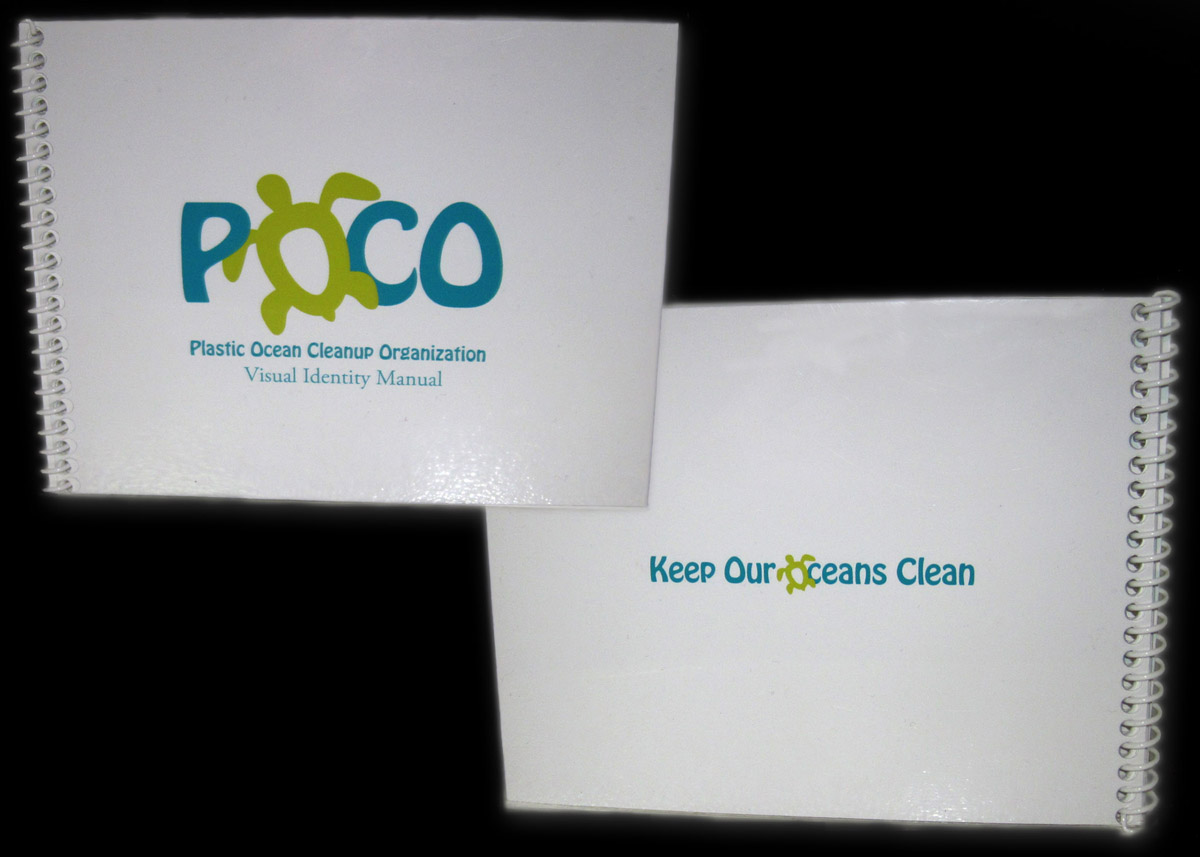 POCO
Plastic Ocean Cleanup Organization
Visual Identity Manual
Keep Our Oceans Clean